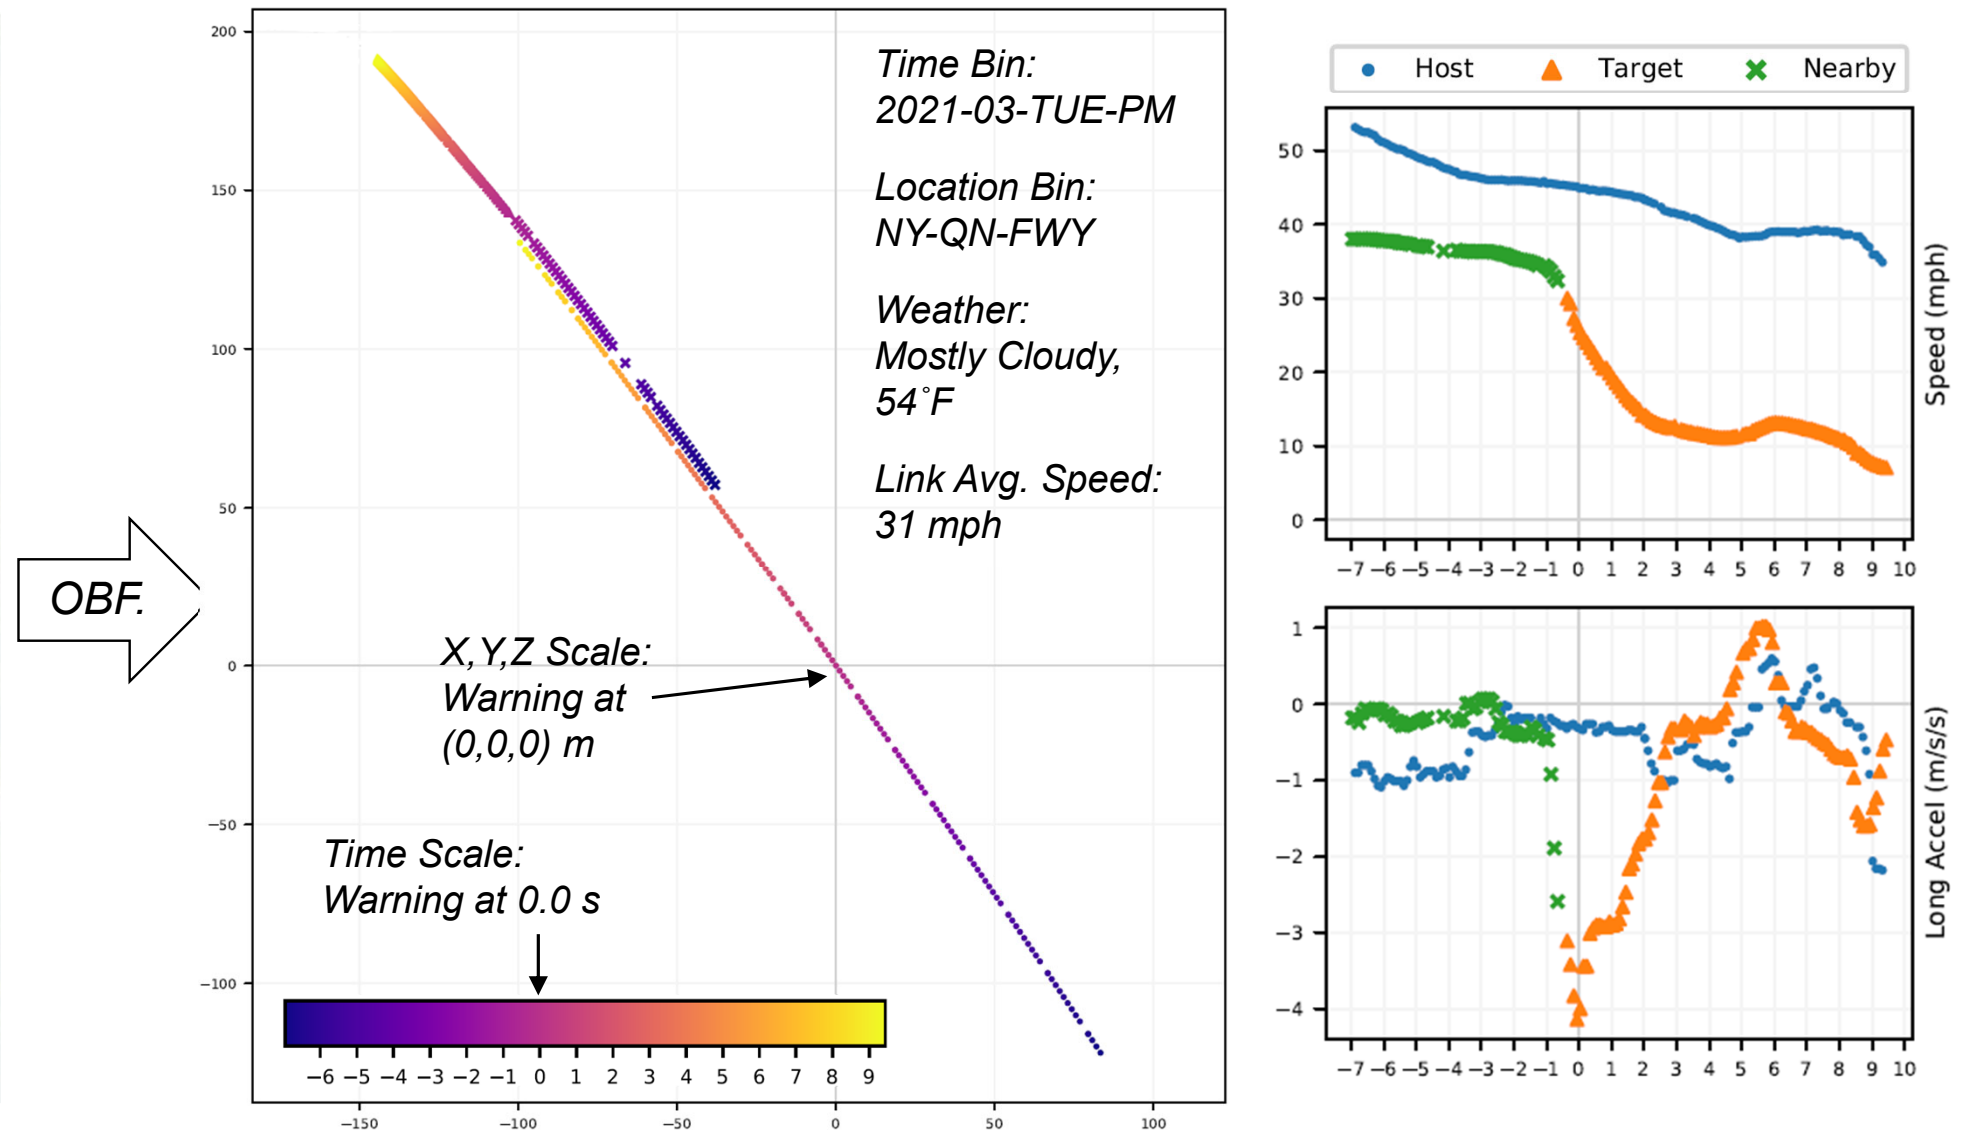 OBF.
200
150
100
50
0
−50
−100
−150
−100
−50
0
50
100
Time Bin:
2021-03-TUE-PM
Location Bin:
NY-QN-FWY
Weather:
Mostly Cloudy,
54°F
Link Avg. Speed:
31 mph
X,Y,Z Scale:
Warning at
(0,0,0) m
Time Scale:
Warning at 0.0 s
−6 −5 −4 −3 −2 −1 0 1 2 3 4 5 6 7 8 9
Host Target Nearby
50
40
30
20
10
0
−7 −6 −5 −4 −3 −2 −1 0 1 2 3 4 5 6 7 8 9 10
Speed (mph)
1
0
−1
−2
−3
−4
−7 −6 −5 −4 −3 −2 −1 0 1 2 3 4 5 6 7 8 9 10
Long Accel (m/s/s)